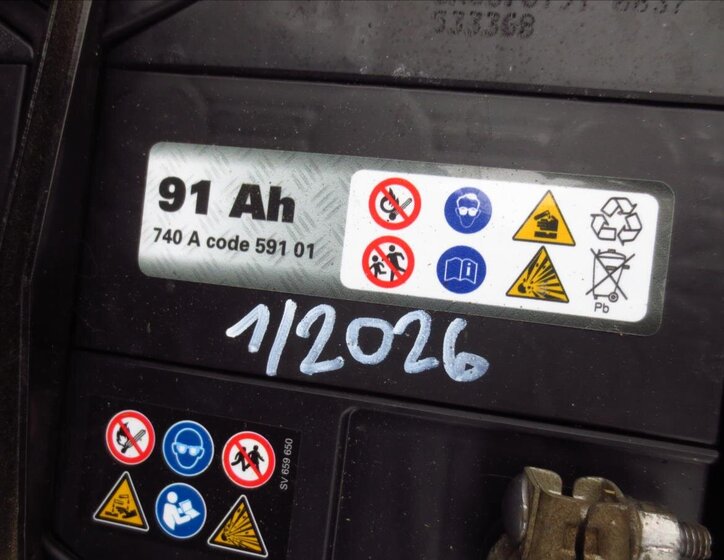 533368
91 Ah
740 A code 591 01
Pb
1/2026
SV 659 650